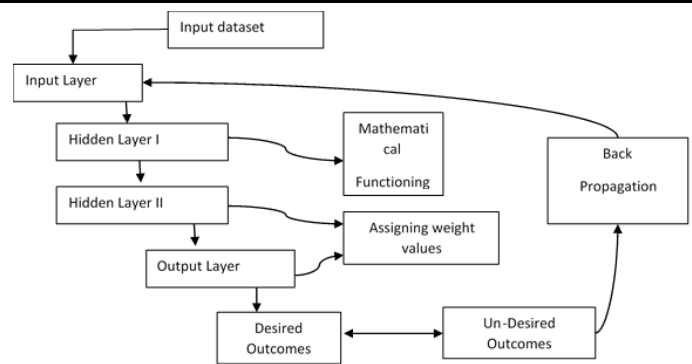 Input dataset
Input Layer
Hidden Layer I
Mathemati
cal
Functioning
Back
Propagation
Hidden Layer II
Assigning weight
values
Output Layer
Desired
Outcomes
Un-Desired
Outcomes